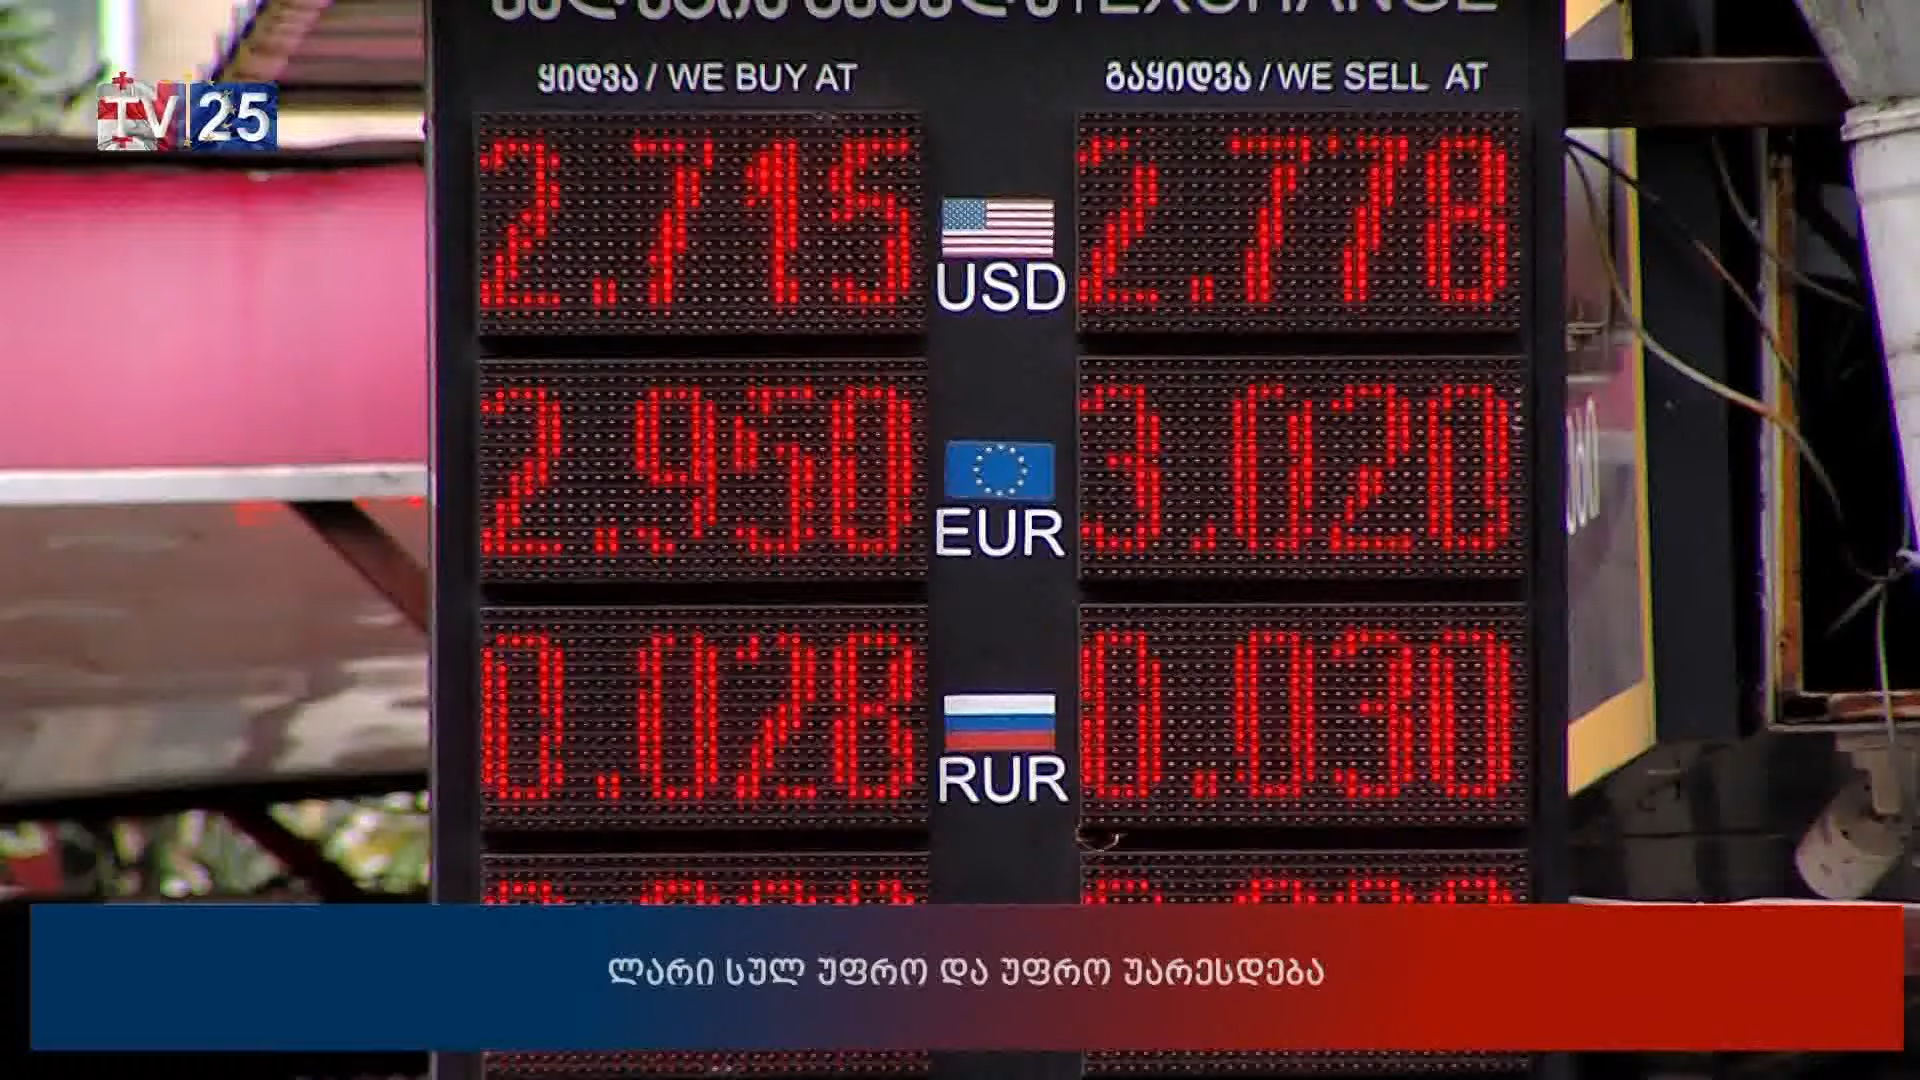 EXCHANGE
ყიდვა / WE BUY AT
გაყიდვა / WE SELL AT
TV 25
2.715 USD 2.778
2.950 EUR 3.020
0.028 RUR 0.030
ლარი სულ უფრო და უფრო უარესდება